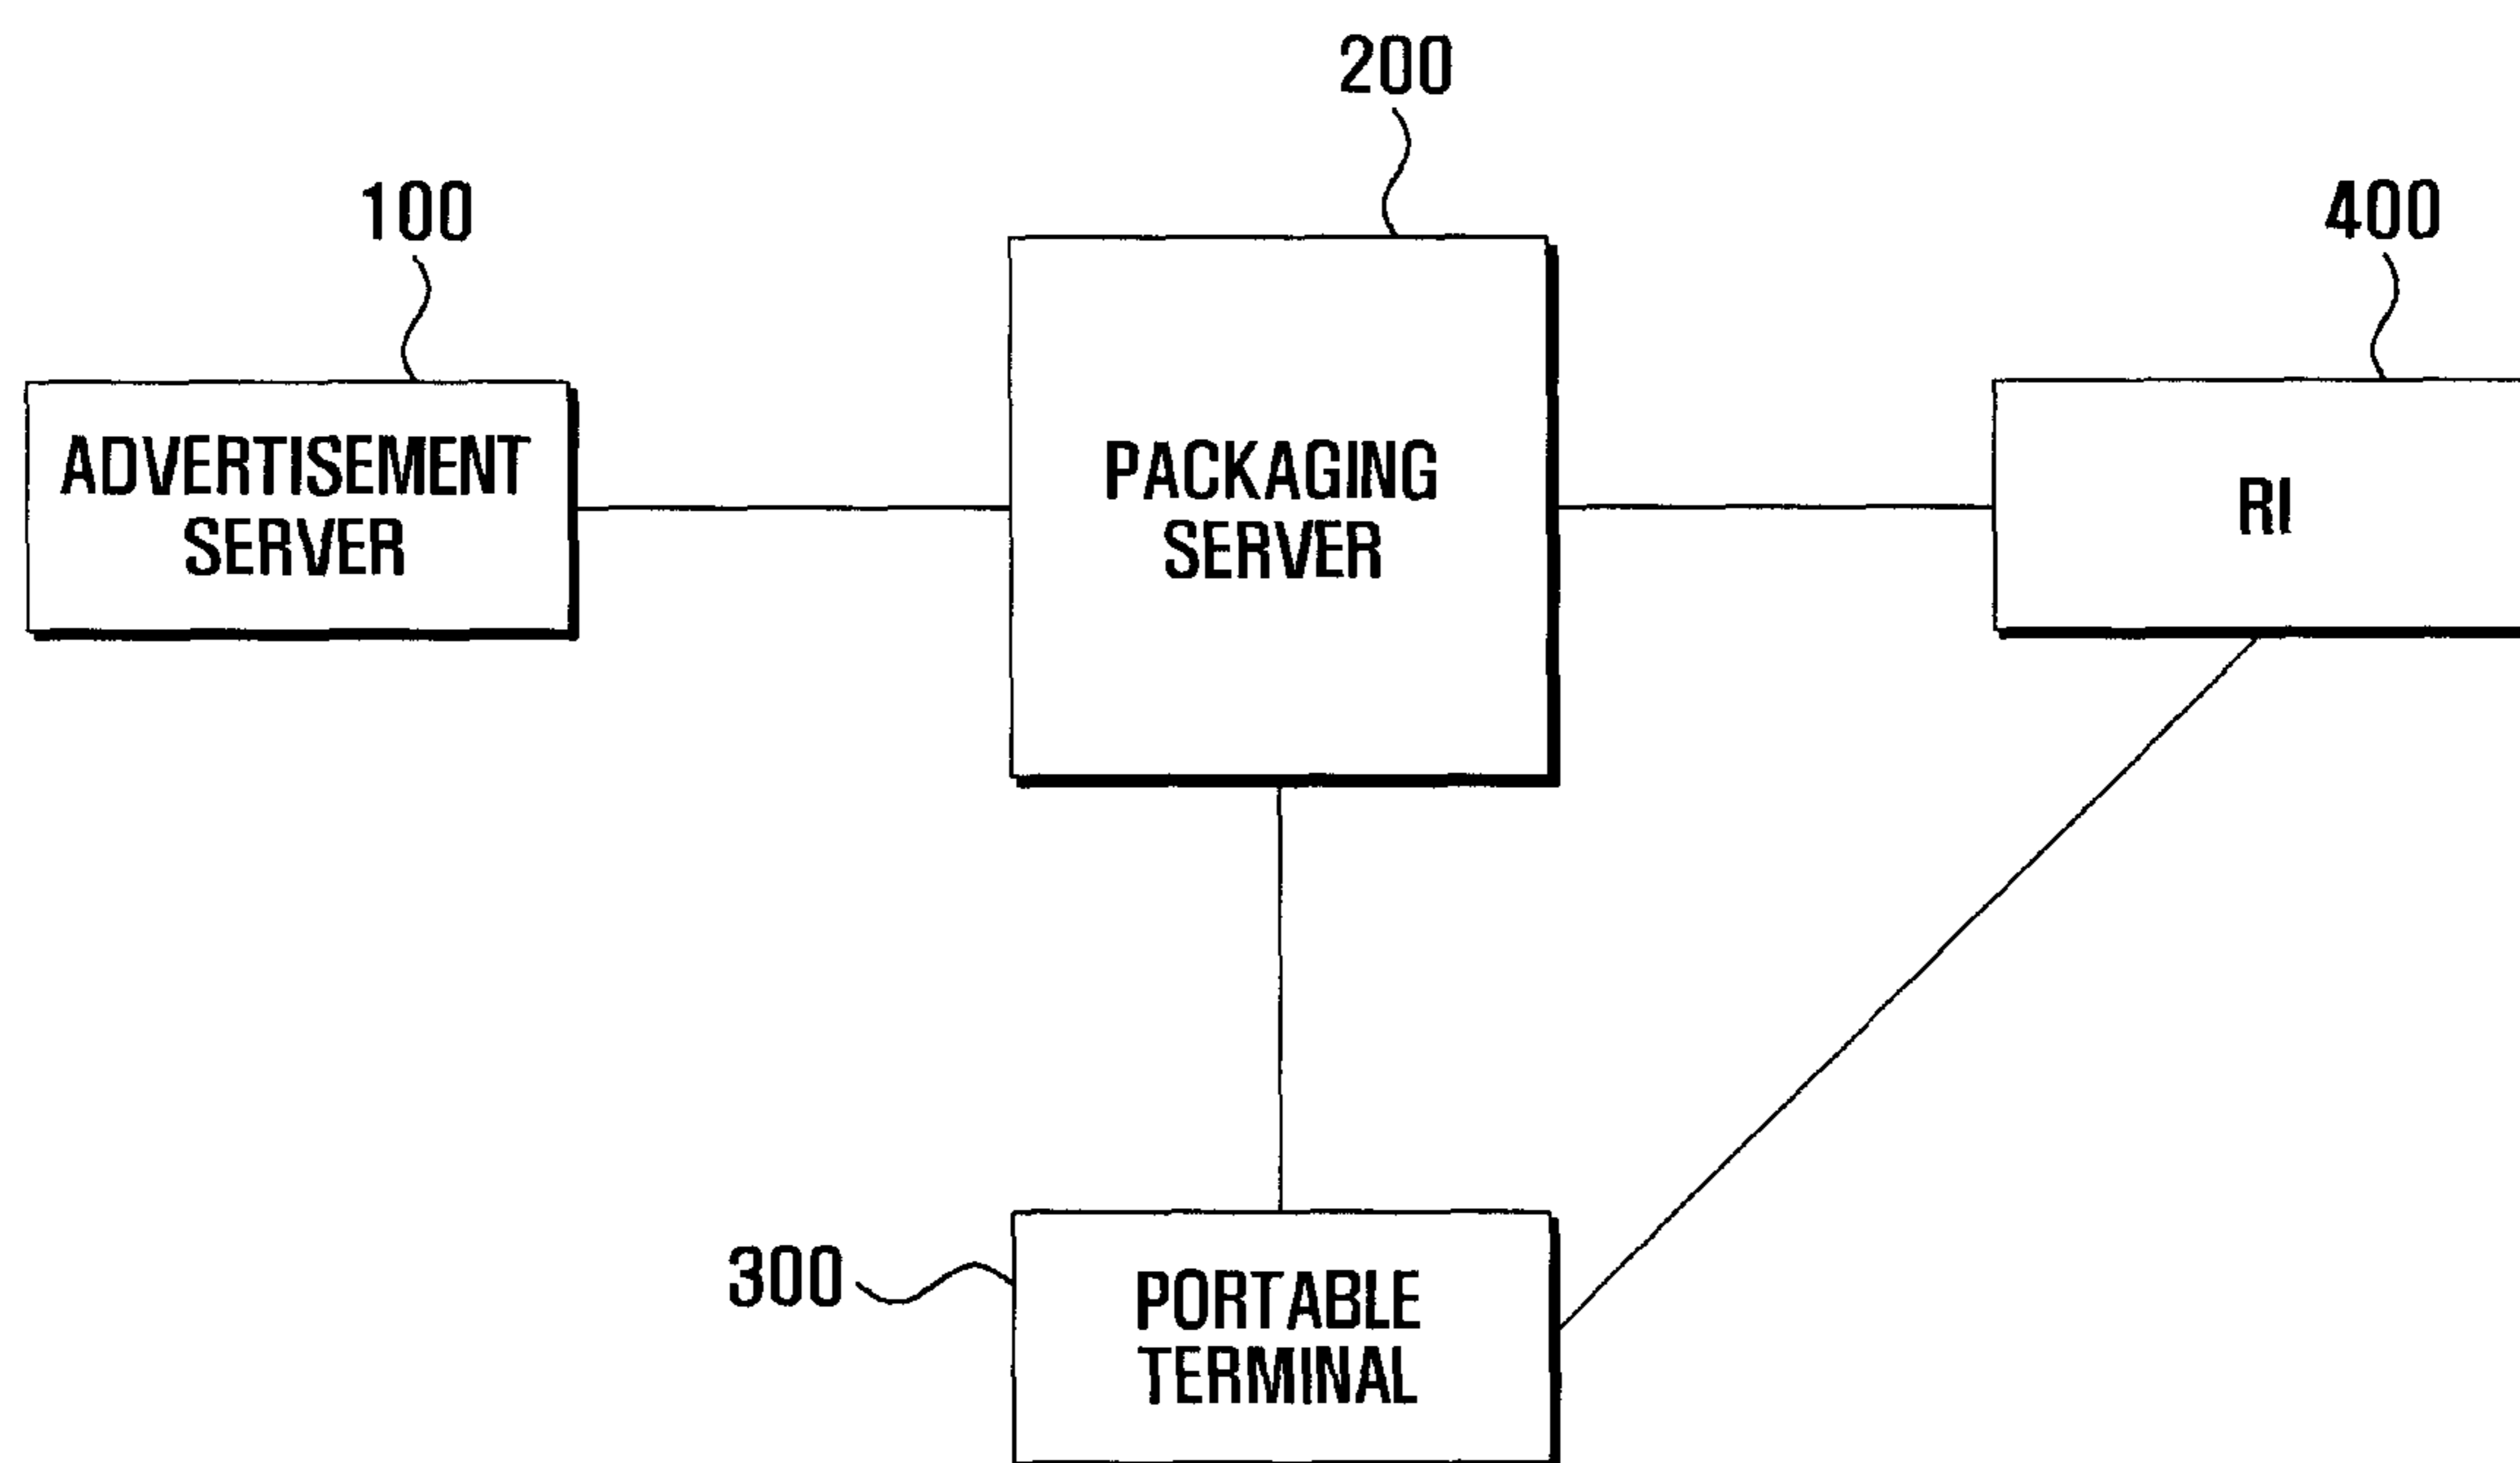 200
100
400
ADVERTISEMENT
SERVER
PACKAGING
SERVER
RI
300
PORTABLE
TERMINAL